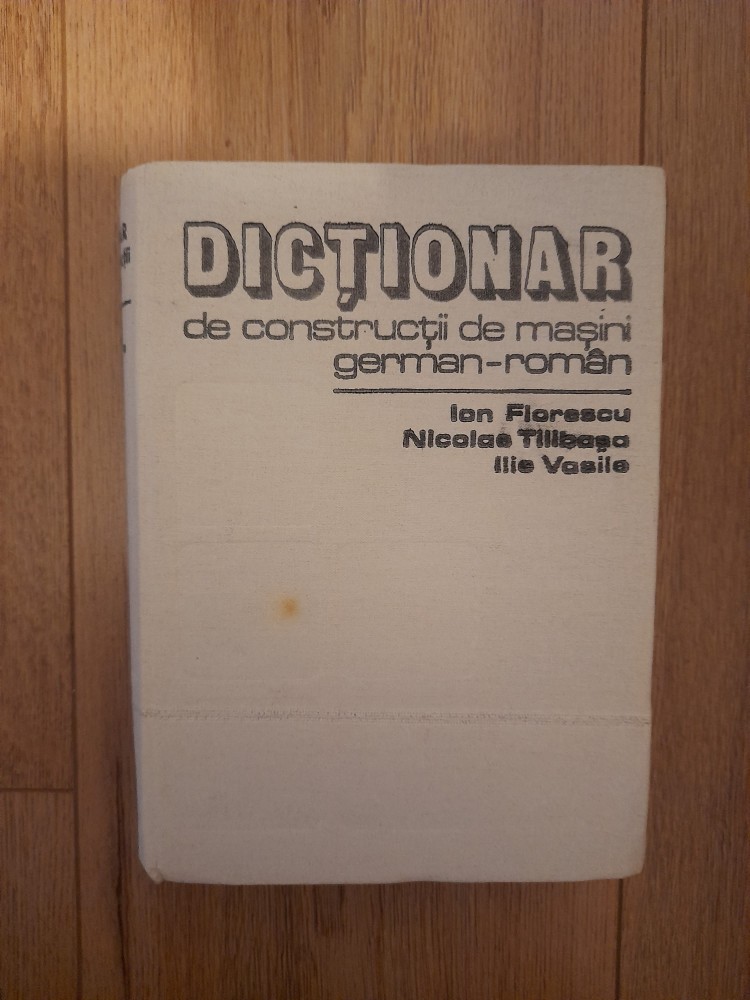 DICȚIONAR
de construcții de mașini
german-român
Ion Florescu
Nicolae Tilibașa
Ilie Vasile